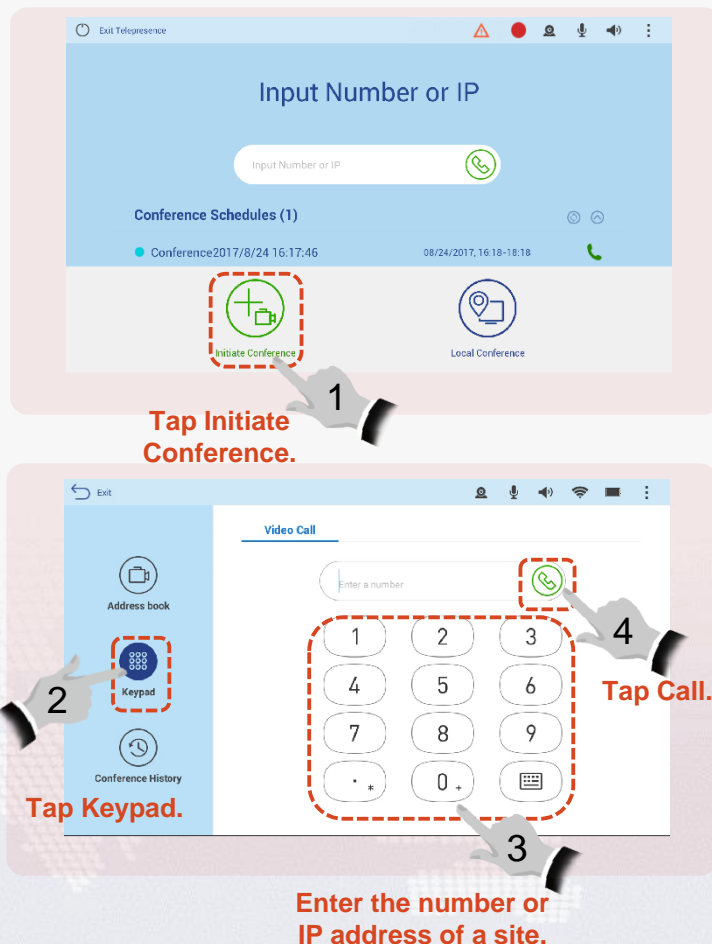 Exit Telepresence
Input Number or IP
Input Number or IP
Conference Schedules (1)
Conference2017/8/24 16:17:46 08/24/2017, 16:18-18:18
Initiate Conference
Local Conference
1
Tap Initiate
Conference.
Exit
Video Call
Enter a number
Address book
1 2 3
4
Keypad
2
4 5 6
Tap Call.
7 8 9
Conference History
. * 0 +
Tap Keypad.
3
Enter the number or
IP address of a site.